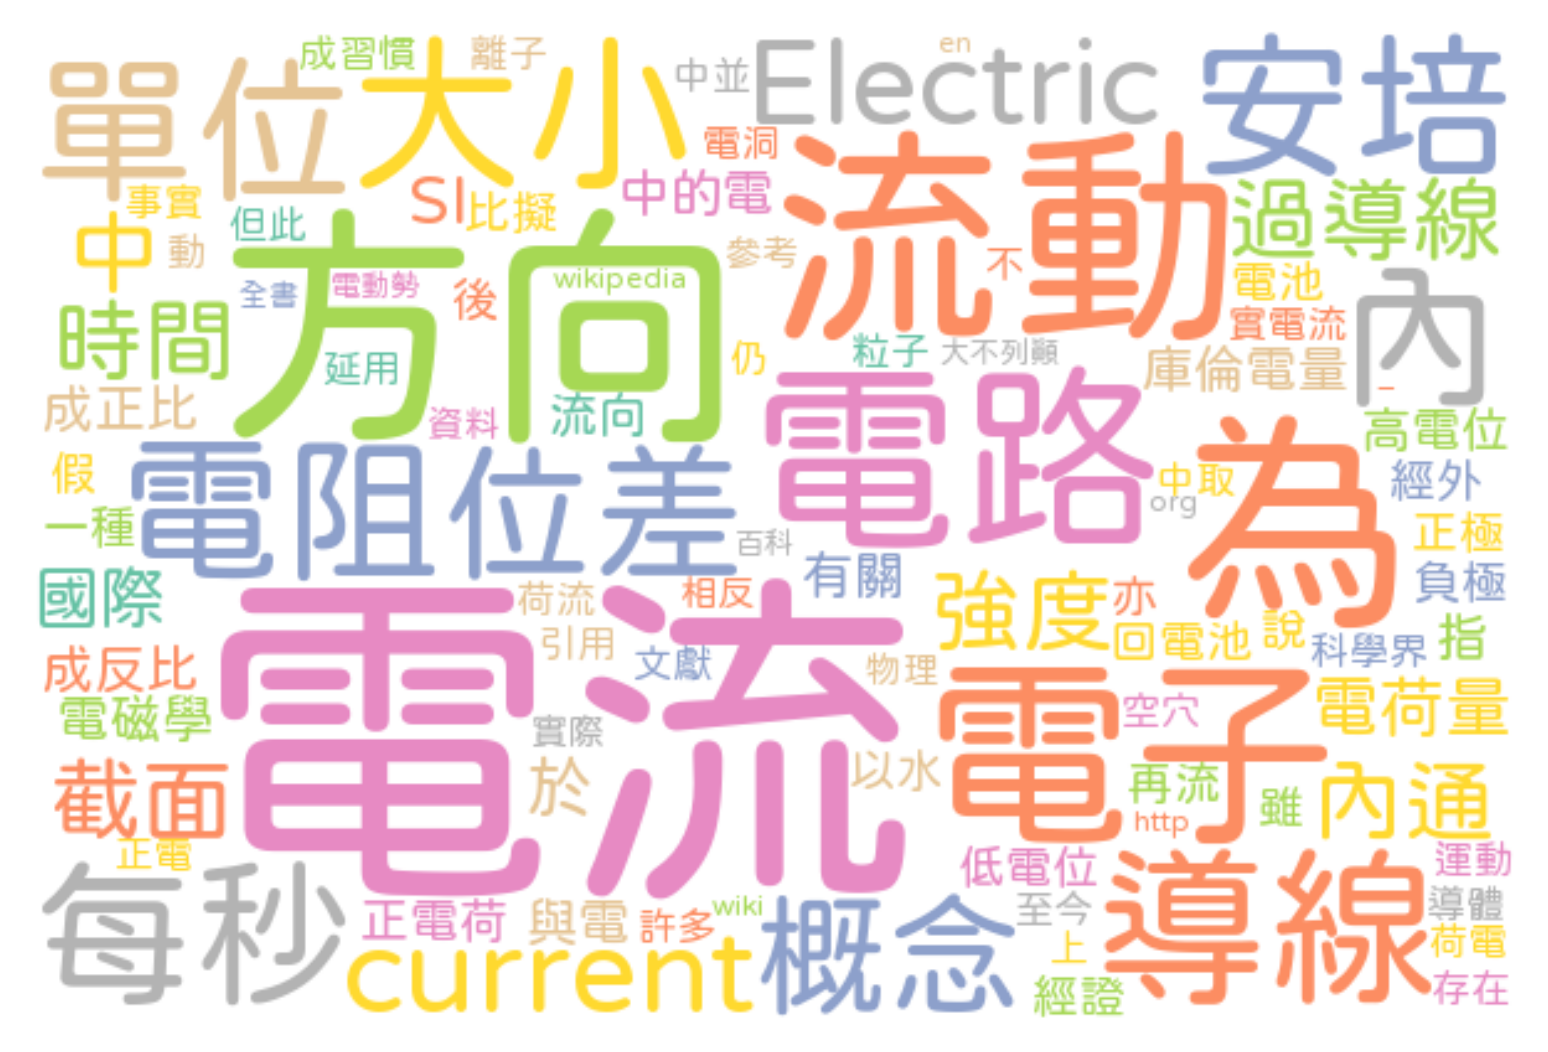 單位
成習慣
大小
離子
中並
Electric
en
安培
電洞
流動
過導線
事實
中
動
但此
SI
比擬
中的電
方向
參考
不
電池
實電流
內
全書
電動勢
後
wikipedia
時間
延用
仍
粒子
大不列顛
庫倫電量
一
成正比
資料
流向
電路
為
高電位
假
電阻位差
中取
org
經外
一種
百科
有關
正極
負極
國際
電流
荷流
相反
強度
亦
引用
文獻
物理
回電池
說
科學界
指
成反比
電磁學
實際
電子
空穴
電荷量
截面
於
以水
再流
http
雖
內通
正電
每秒
低電位
導線
運動
正電荷
與電
許多
wiki
概念
至今
導體
上
荷電
current
經證
存在